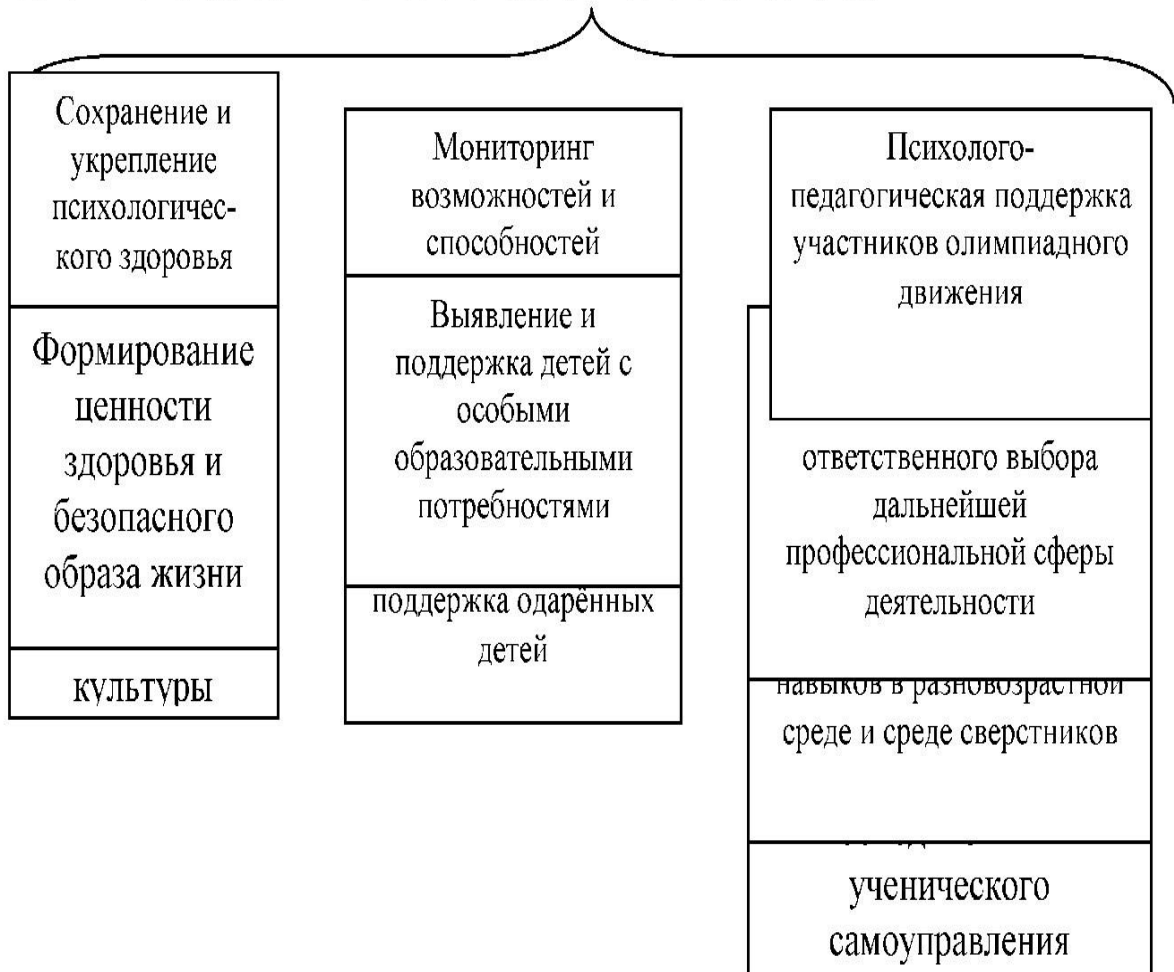 Сохранение и
укрепление
психологичес-
кого здоровья
Формирование
ценности
здоровья и
безопасного
образа жизни
культуры
Мониторинг
возможностей и
способностей
Выявление и
поддержка детей с
особыми
образовательными
потребностями
поддержка одарённых
детей
Психолого-
педагогическая поддержка
участников олимпиадного
движения
ответственного выбора
дальнейшей
профессиональной сферы
деятельности
навыков в разновозрастной
среде и среде сверстников
ученического
самоуправления